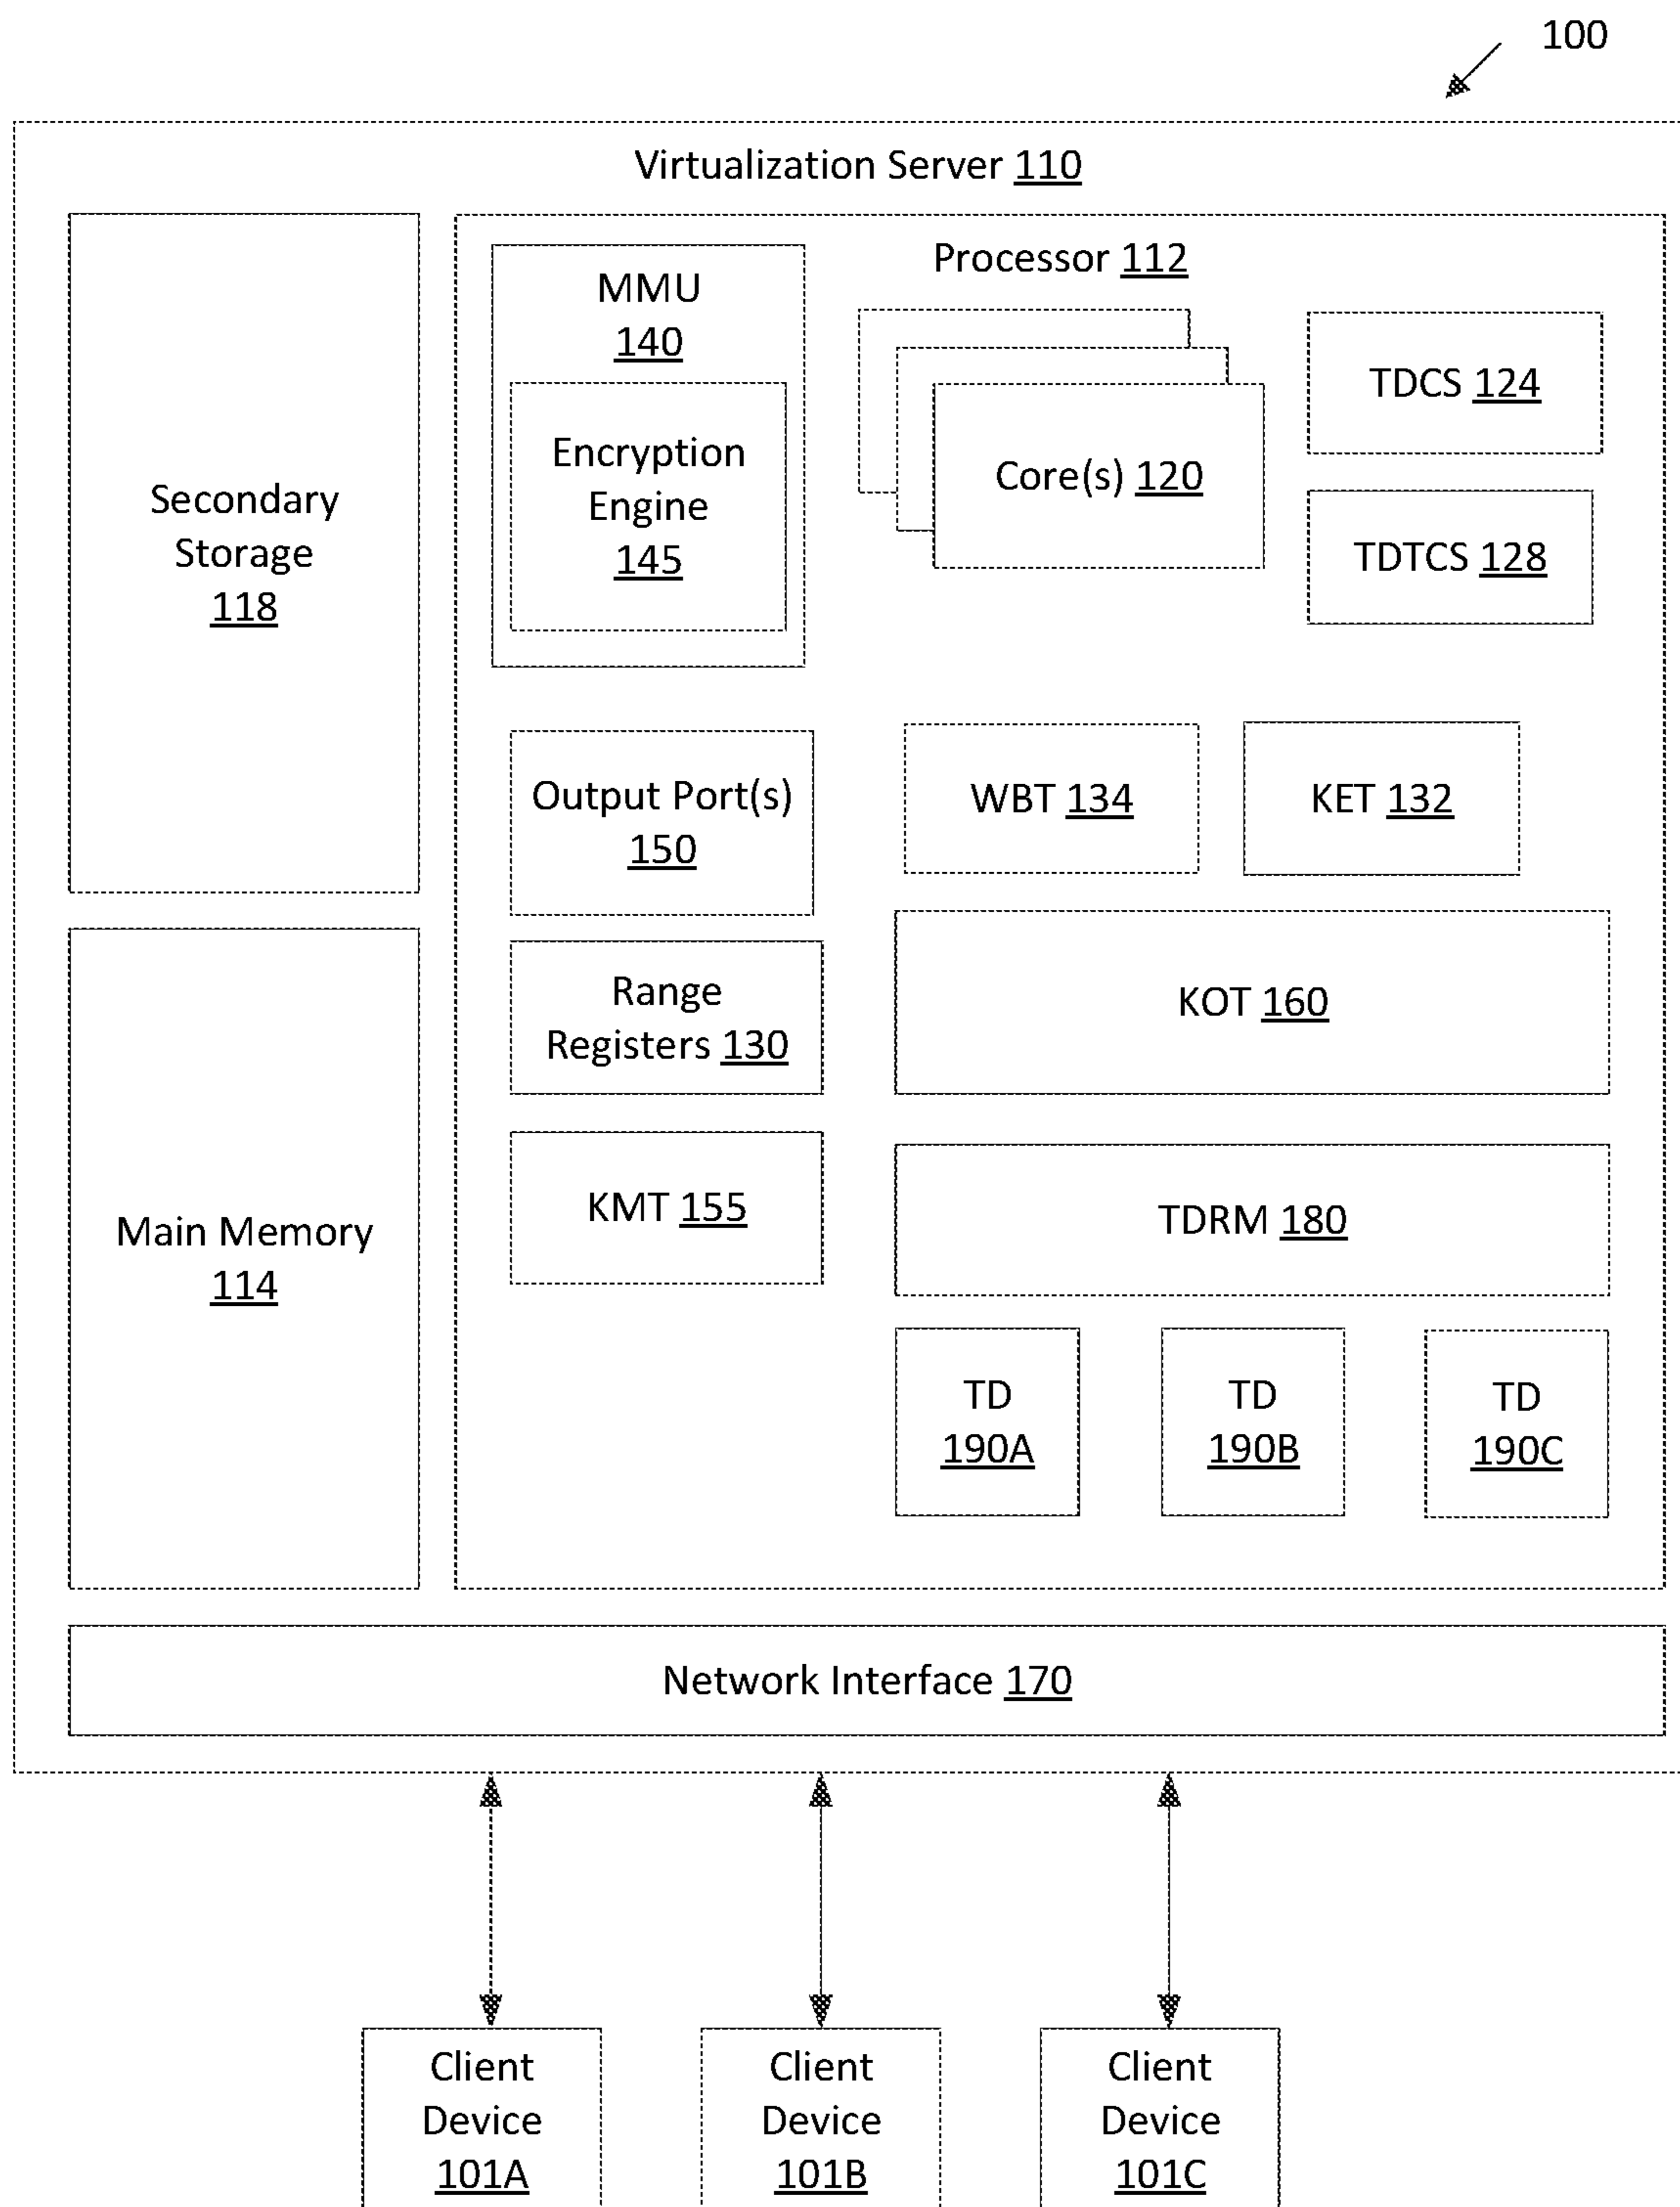 100
Virtualization Server 110
Secondary
Storage
118
Main Memory
114
Processor 112
MMU
140
Encryption
Engine
145
Core(s) 120
TDCS 124
TDTCS 128
Output Port(s)
150
WBT 134
KET 132
Range
Registers 130
KOT 160
KMT 155
TDRM 180
TD
190A
TD
190B
TD
190C
Network Interface 170
Client
Device
101A
Client
Device
101B
Client
Device
101C